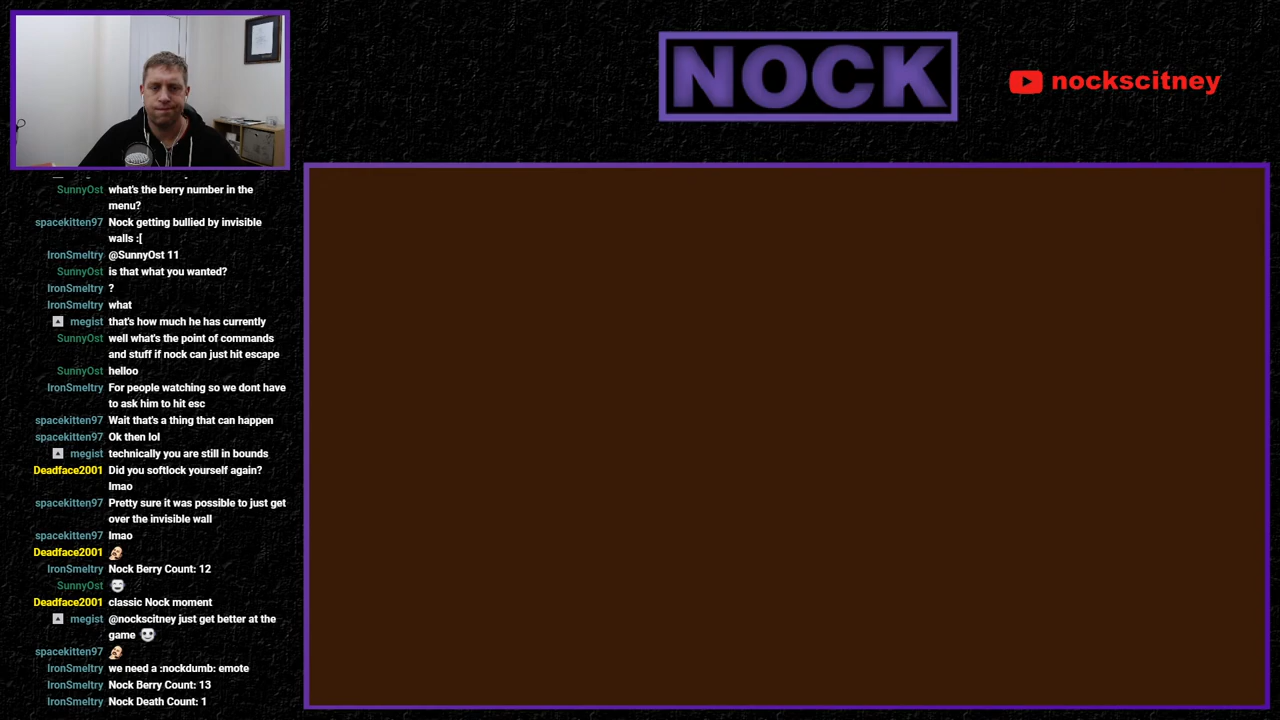 NOCK
nockscitney
SunnyOst what's the berry number in the
menu?
spacekitten97 Nock getting bullied by invisible
walls :[
IronSmeltry @SunnyOst 11
SunnyOst is that what you wanted?
IronSmeltry ?
IronSmeltry what
megist that's how much he has currently
SunnyOst well what's the point of commands
and stuff if nock can just hit escape
SunnyOst helloo
IronSmeltry For people watching so we dont have
to ask him to hit esc
spacekitten97 Wait that's a thing that can happen
spacekitten97 Ok then lol
megist technically you are still in bounds
Deadface2001 Did you softlock yourself again?
lmao
spacekitten97 Pretty sure it was possible to just get
over the invisible wall
spacekitten97 lmao
Deadface2001
IronSmeltry Nock Berry Count: 12
SunnyOst
Deadface2001 classic Nock moment
megist @nockscitney just get better at the
game
spacekitten97
IronSmeltry we need a :nockdumb: emote
IronSmeltry Nock Berry Count: 13
IronSmeltry Nock Death Count: 1